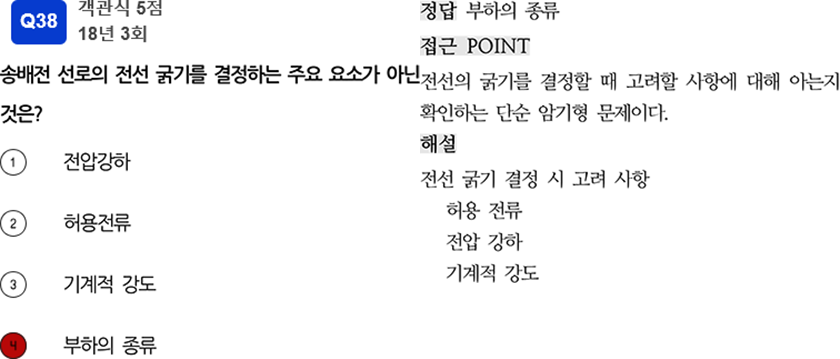 Q38
객관식 5점
18년 3회
송배전 선로의 전선 굵기를 결정하는 주요 요소가 아닌
것은?
1 전압강하
2 허용전류
3 기계적 강도
4 부하의 종류
정답 부하의 종류
접근 POINT
전선의 굵기를 결정할 때 고려할 사항에 대해 아는지
확인하는 단순 암기형 문제이다.
해설
전선 굵기 결정 시 고려 사항
허용 전류
전압 강하
기계적 강도